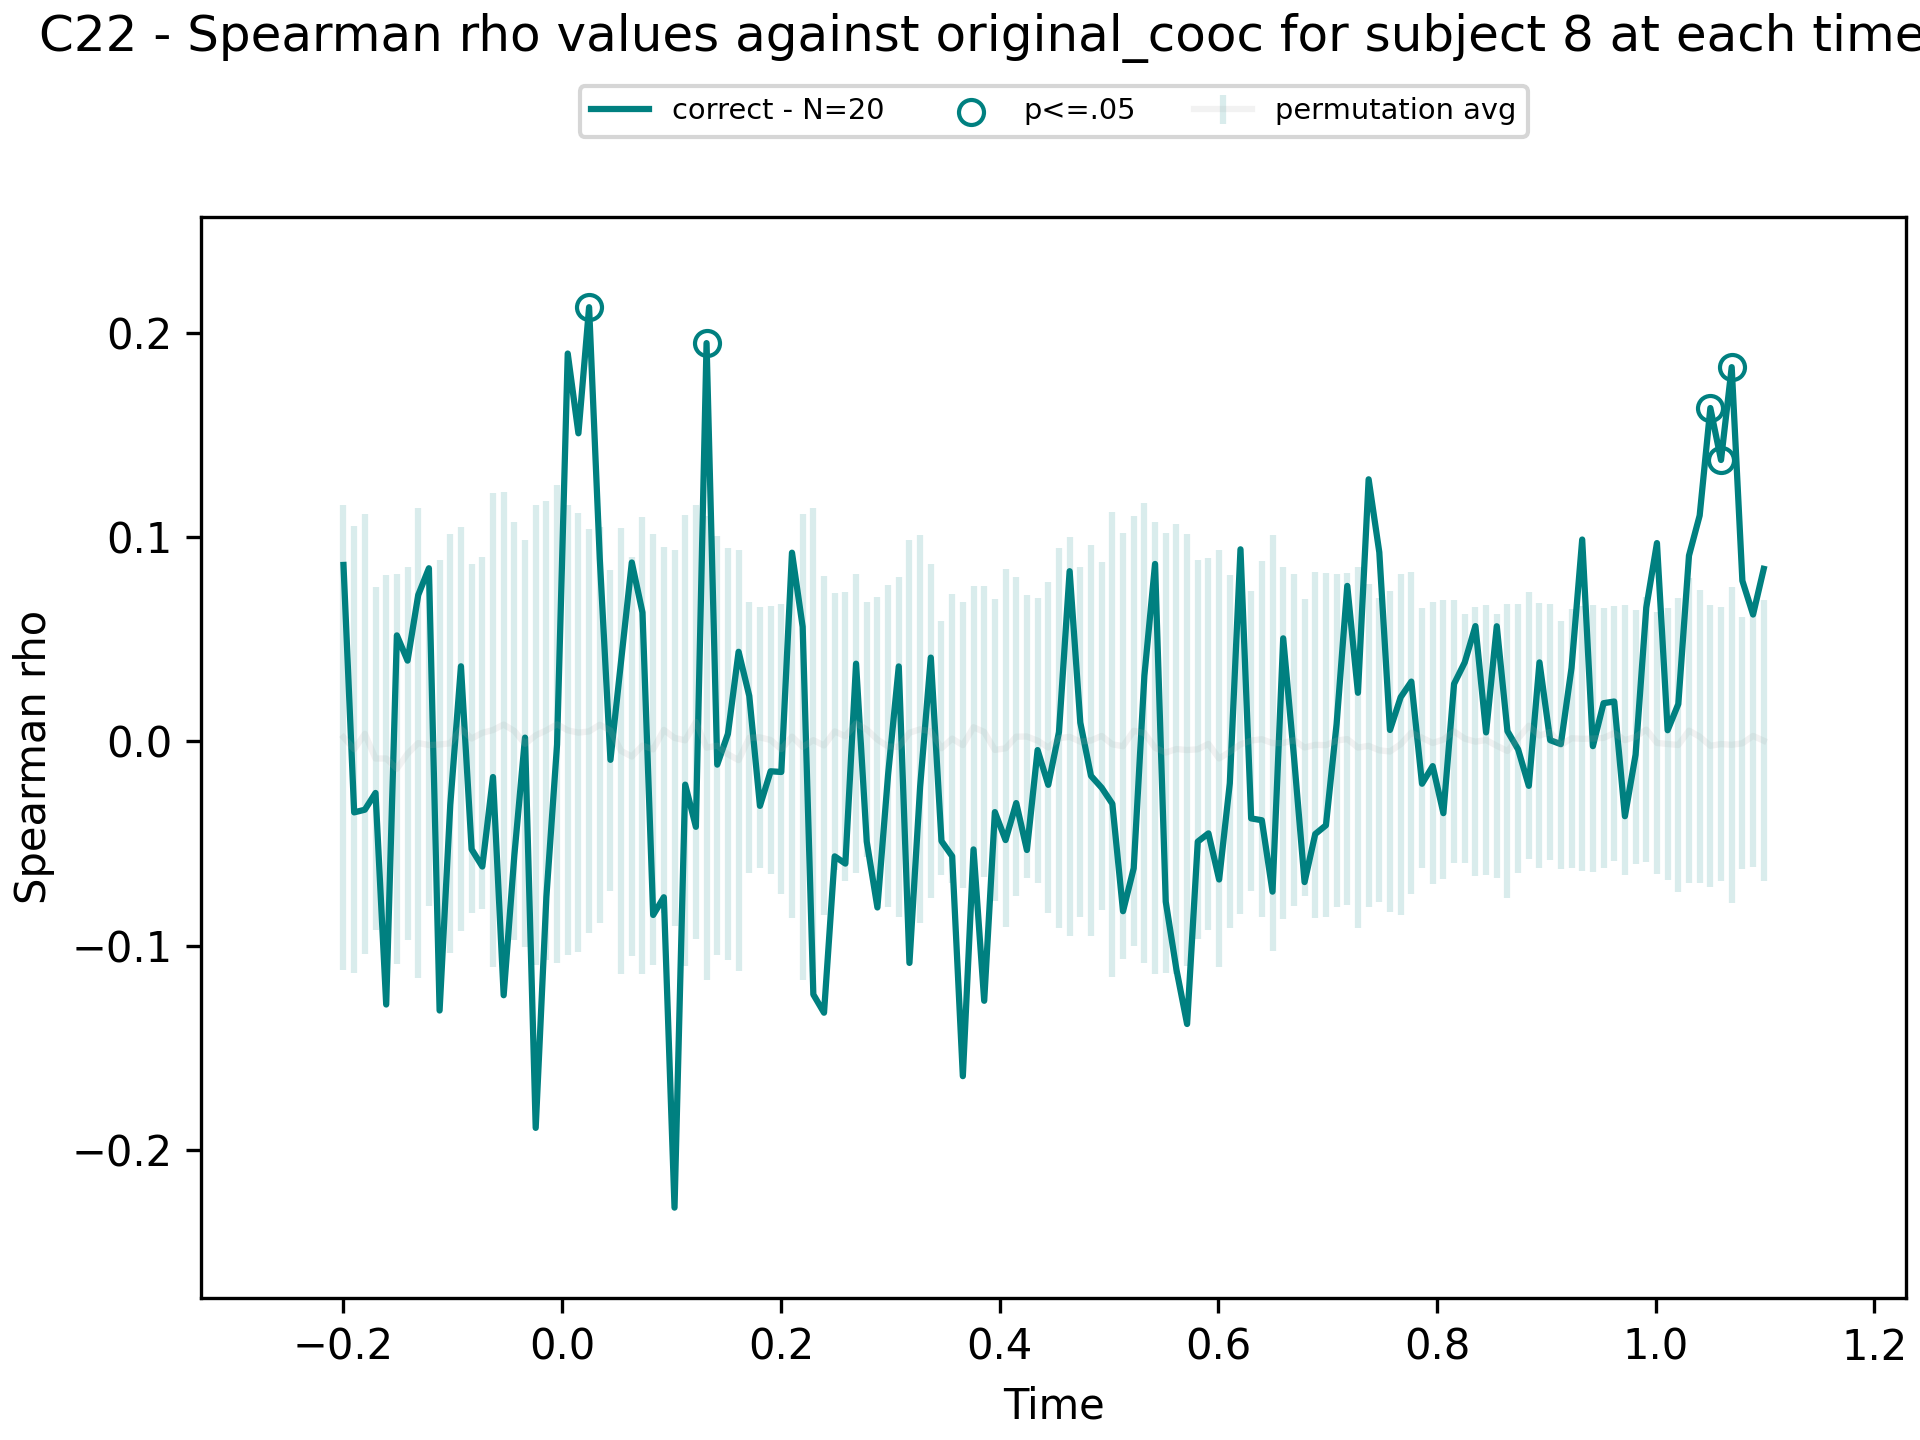 C22 - Spearman rho values against original_cooc for subject 8 at each time
correct - N=20 p<=.05 permutation avg
Spearman rho
0.2
0.1
0.0
−0.1
−0.2
−0.2 0.0 0.2 0.4 0.6 0.8 1.0 1.2
Time